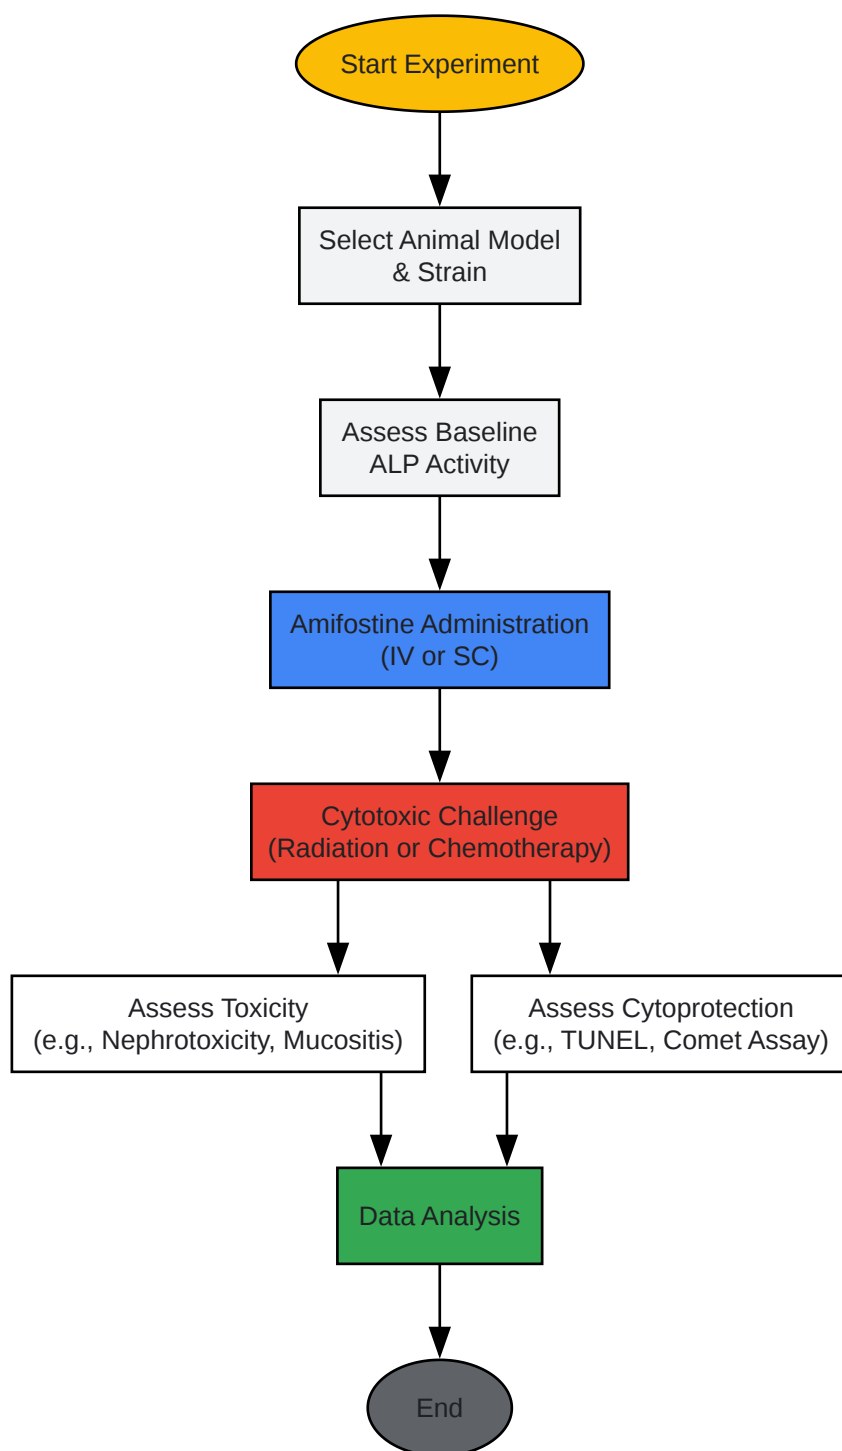 Start Experiment
Select Animal Model
& Strain
Assess Baseline
ALP Activity
Amifostine Administration
(IV or SC)
Cytotoxic Challenge
(Radiation or Chemotherapy)
Assess Toxicity
(e.g., Nephrotoxicity, Mucositis)
Assess Cytoprotection
(e.g., TUNEL, Comet Assay)
Data Analysis
End